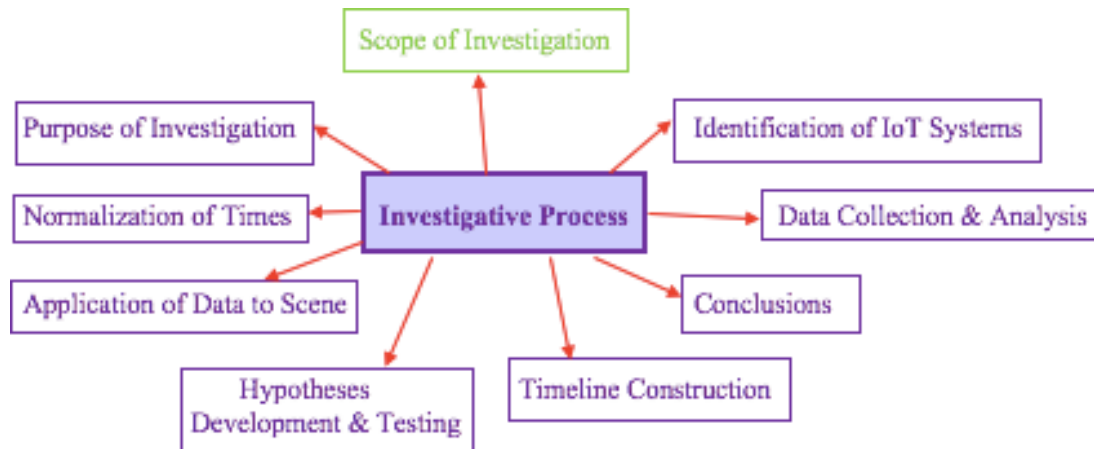 Scope of Investigation
Purpose of Investigation
Identification of IoT Systems
Normalization of Times
Investigative Process
Data Collection & Analysis
Application of Data to Scene
Conclusions
Hypotheses
Development & Testing
Timeline Construction